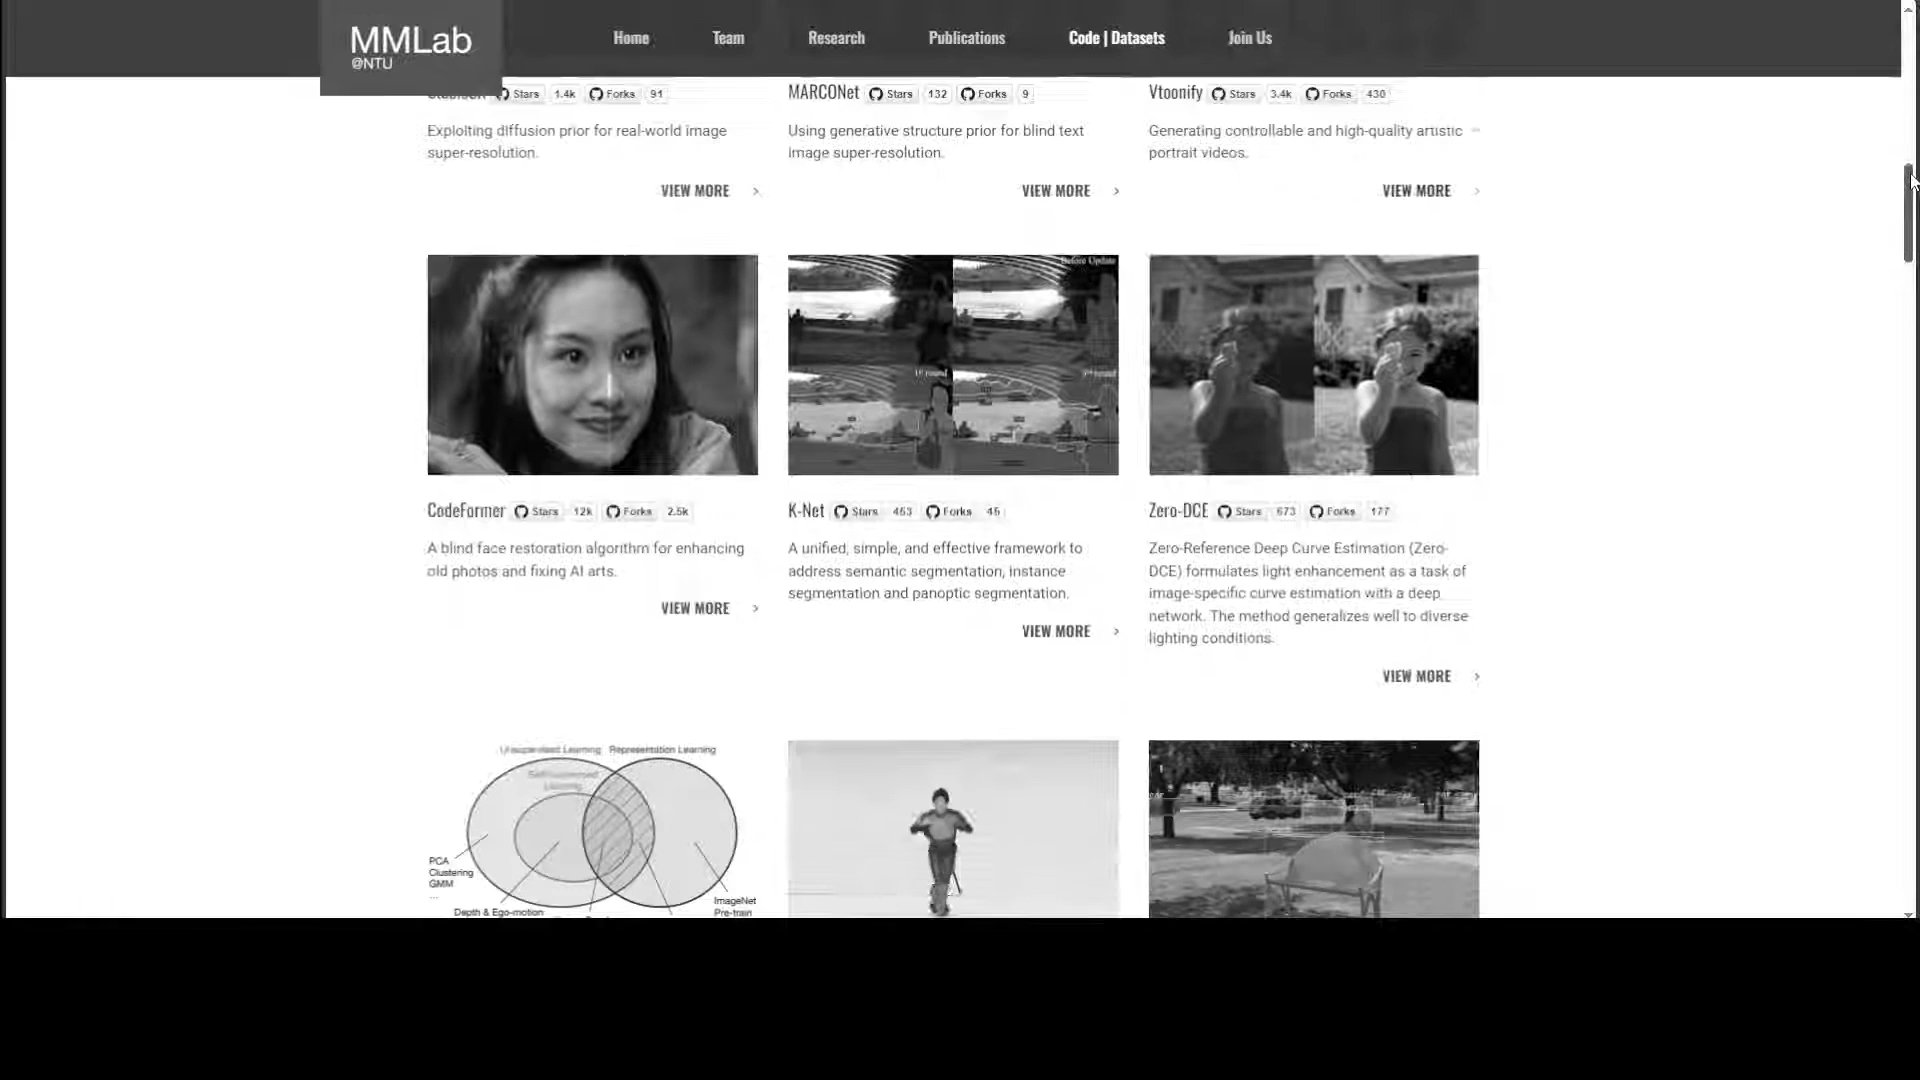 MMLab
@NTU
Home Team Research Publications Code | Datasets Join Us
Stars 1.4k Forks 91
MARCONet Stars 132 Forks 9
Vtoonify Stars 3.4k Forks 430
Exploiting diffusion prior for real-world image
super-resolution.
VIEW MORE >
Using generative structure prior for blind text
image super-resolution.
VIEW MORE >
Generating controllable and high-quality artistic
portrait videos.
VIEW MORE >
Before Update
CodeFormer Stars 12k Forks 2.5k
A blind face restoration algorithm for enhancing
old photos and fixing AI arts.
VIEW MORE >
K-Net Stars 453 Forks 45
A unified, simple, and effective framework to
address semantic segmentation, instance
segmentation and panoptic segmentation.
VIEW MORE >
Zero-DCE Stars 673 Forks 177
Zero-Reference Deep Curve Estimation (Zero-
DCE) formulates light enhancement as a task of
image-specific curve estimation with a deep
network. The method generalizes well to diverse
lighting conditions.
VIEW MORE >
Unsupervised Learning Representation Learning
PCA
Clustering
GMM
...
Depth & Ego-motion
ImageNet
Pre-train